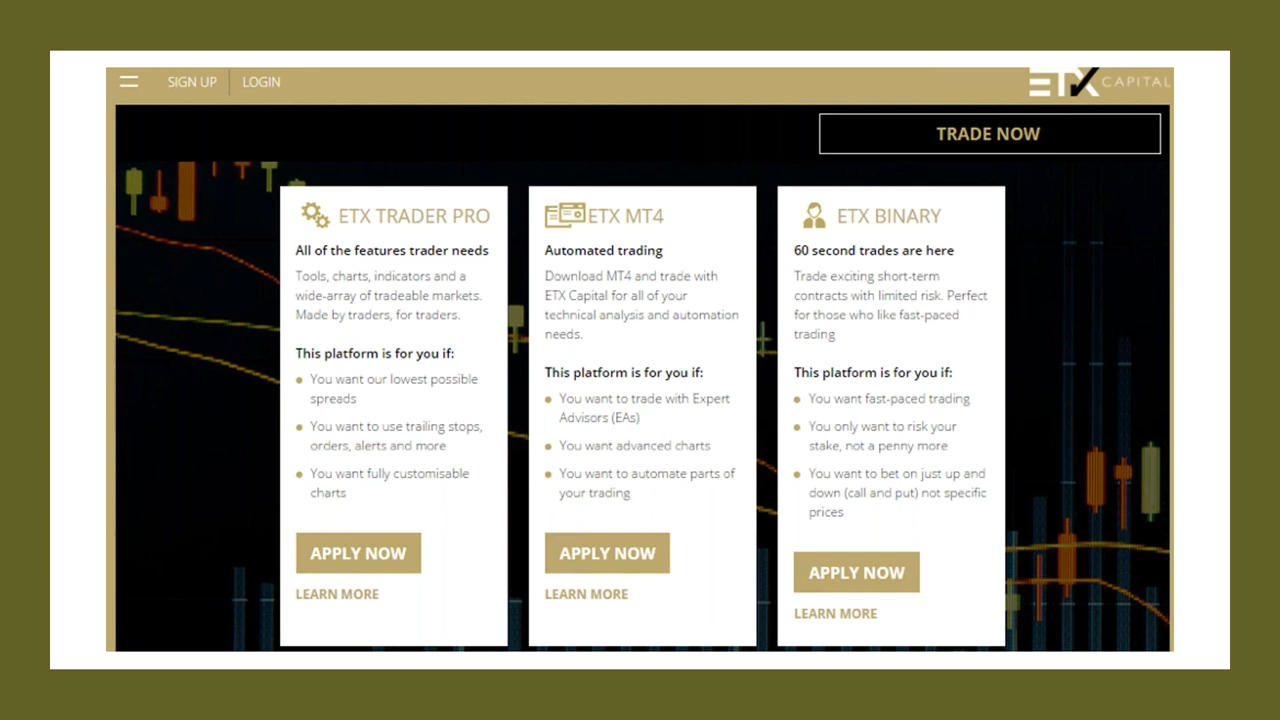 SIGN UP
LOGIN
ETX CAPITAL
TRADE NOW
ETX TRADER PRO
All of the features trader needs
Tools, charts, indicators and a
wide-array of tradeable markets.
Made by traders, for traders.
This platform is for you if:
You want our lowest possible
spreads
You want to use trailing stops,
orders, alerts and more
You want fully customisable
charts
APPLY NOW
LEARN MORE
ETX MT4
Automated trading
Download MT4 and trade with
ETX Capital for all of your
technical analysis and automation
needs.
This platform is for you if:
You want to trade with Expert
Advisors (EAs)
You want advanced charts
You want to automate parts of
your trading
APPLY NOW
LEARN MORE
ETX BINARY
60 second trades are here
Trade exciting short-term
contracts with limited risk. Perfect
for those who like fast-paced
trading
This platform is for you if:
You want fast-paced trading
You only want to risk your
stake, not a penny more
You want to bet on just up and
down (call and put) not specific
prices
APPLY NOW
LEARN MORE